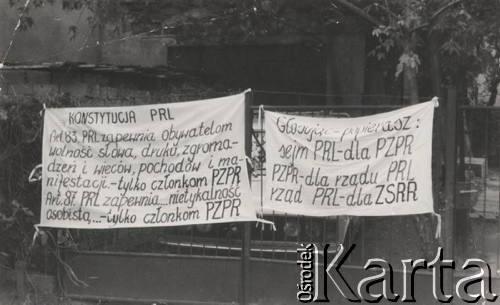 KONSTYTUCJA PRL
Art. 83. PRL zapewnia obywatelom
wolność słowa, druku, zgroma-
dzeń i wieców, pochodów i ma-
nifestacji-tylko członkom PZPR
Art. 87. PRL zapewnia... nietykalność
osobistą,...-tylko członkom PZPR
Głosując-popierasz:
sejm PRL-dla PZPR
PZPR-dla rządu PRL
rząd PRL-dla ZSRR
Ośrodek Karta